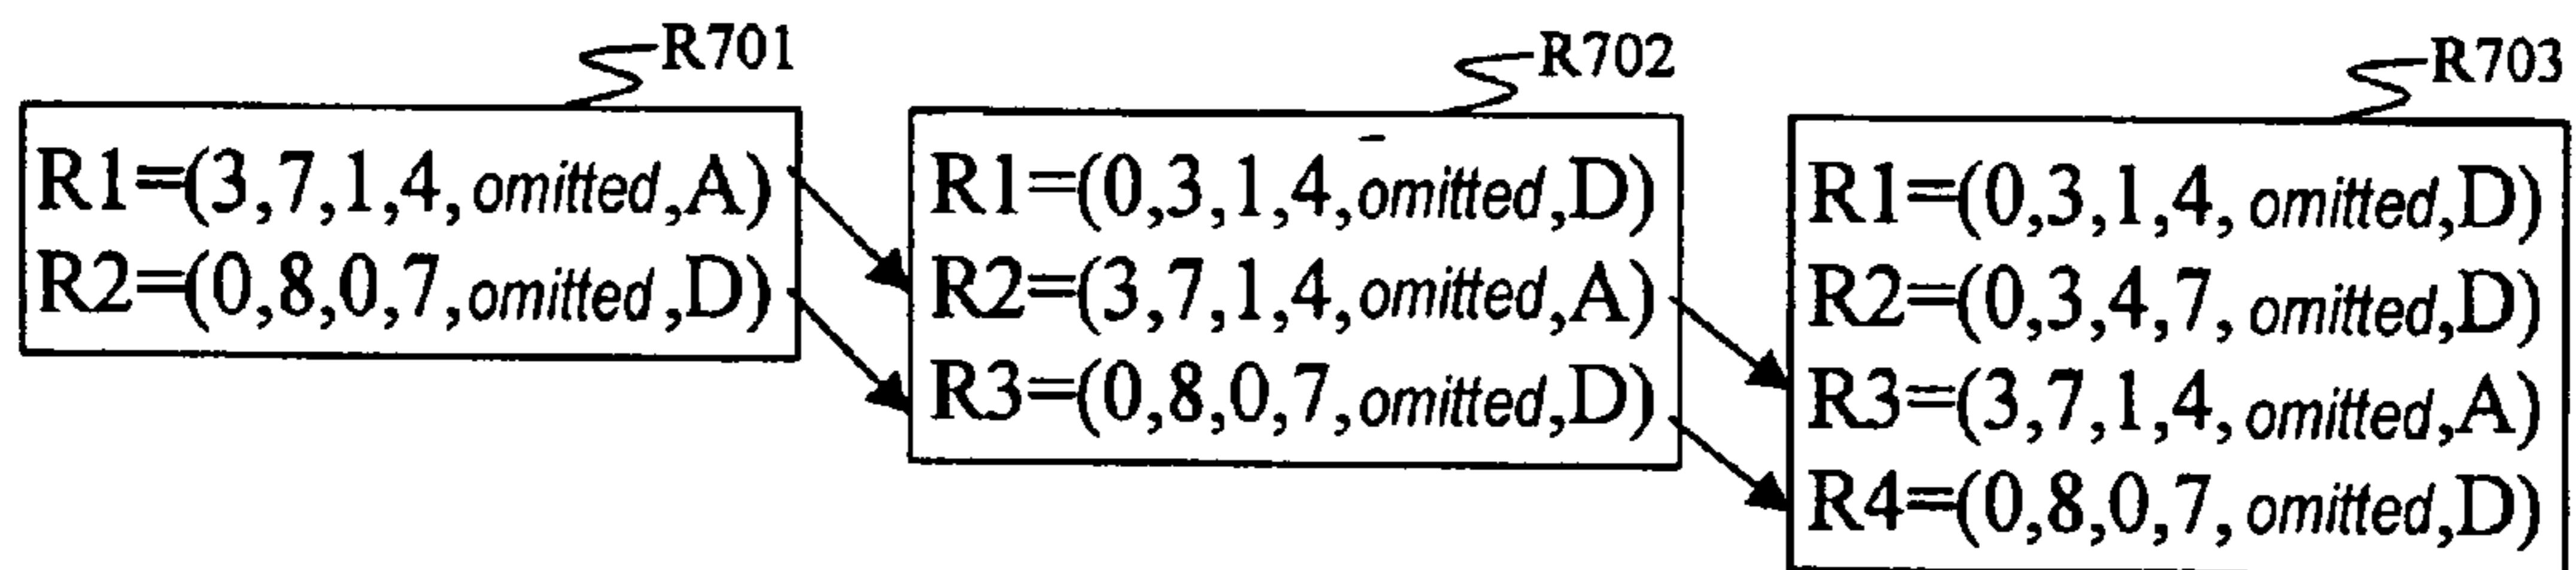 R701
R1=(3,7,1,4,omitted,A)
R2=(0,8,0,7,omitted,D)
R702
R1=(0,3,1,4,omitted,D)
R2=(3,7,1,4,omitted,A)
R3=(0,8,0,7,omitted,D)
R703
R1=(0,3,1,4,omitted,D)
R2=(0,3,4,7,omitted,D)
R3=(3,7,1,4,omitted,A)
R4=(0,8,0,7,omitted,D)